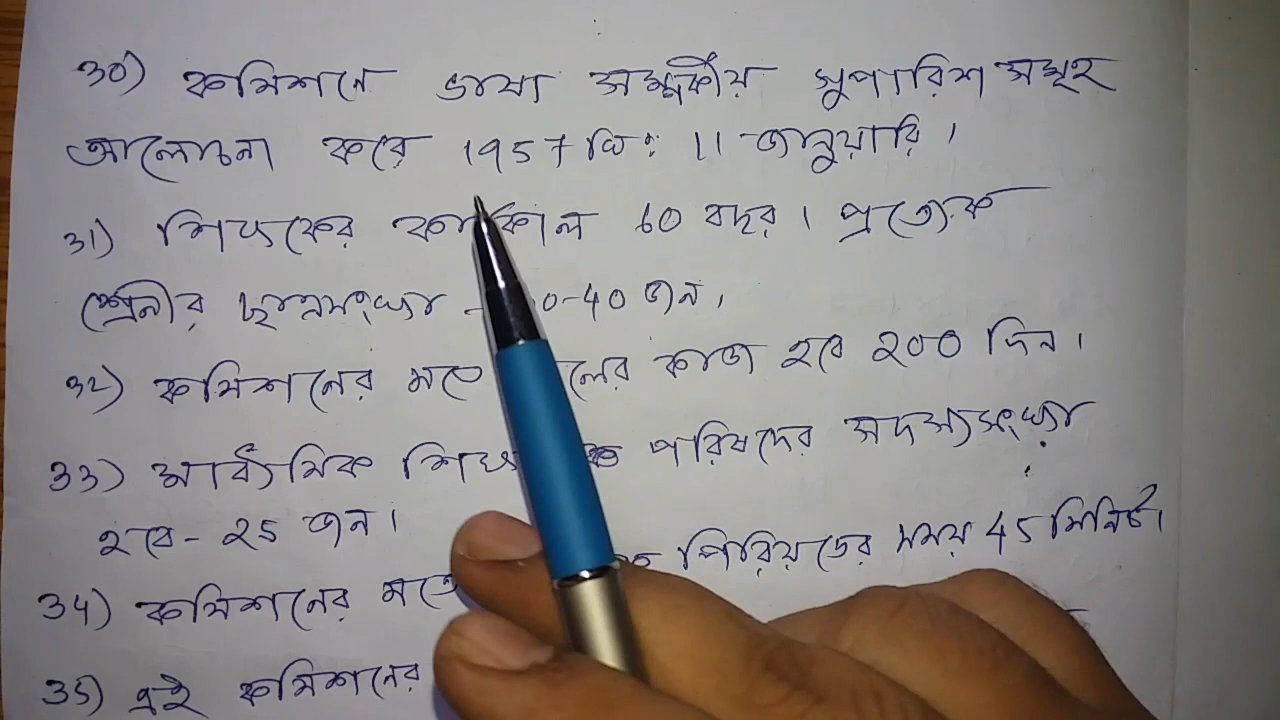 30) কমিশনে ভাষা সম্পর্কীয় সুপারিশ সমূহ
আলোচনা করে 1957 খ্রিঃ 11 জানুয়ারি।
31) শিক্ষকের কার্যকাল 60 বছর। প্রত্যেক
শ্রেনীর ছাত্রসংখ্যা - 0-40 জন।
32) কমিশনের মতে লের কাজ হবে 200 দিন।
33) মাধ্যমিক শিক্ষ পরিষদের সদস্যসংখ্যা
হবে - 25 জন।
34) কমিশনের মতে পিরিয়ডের সময় 45 মিনিট।
35) এই কমিশনের